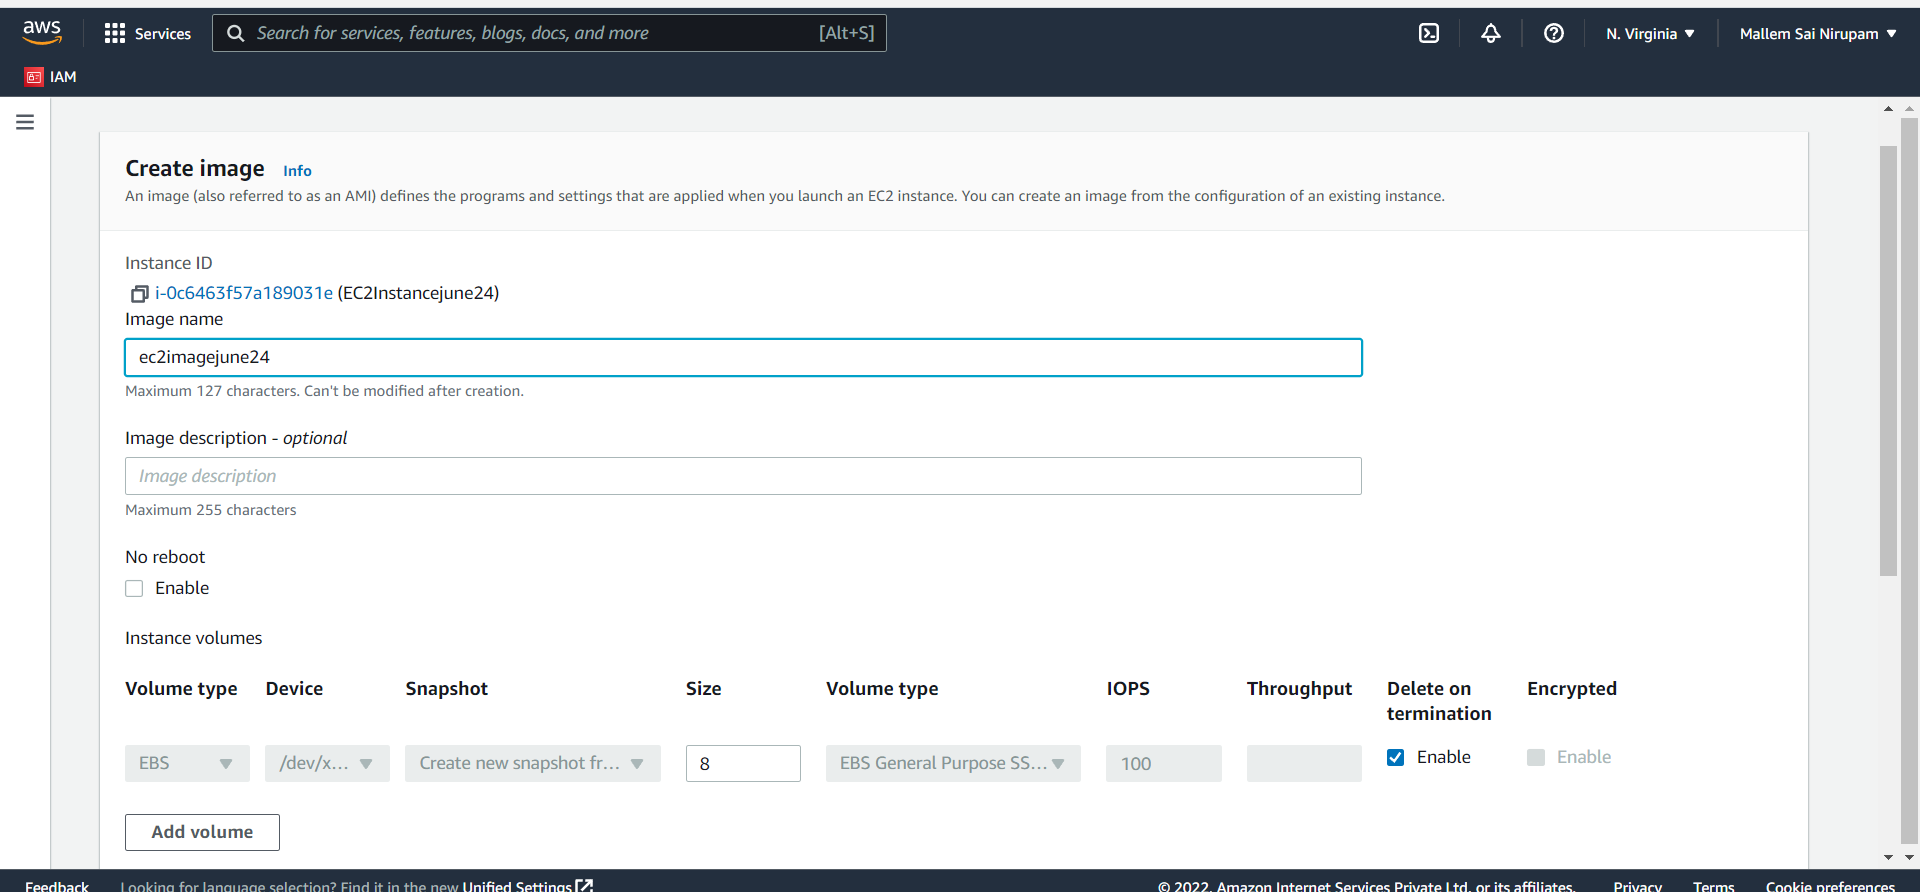 aws
Services
Search for services, features, blogs, docs, and more [Alt+S]
N. Virginia
Mallem Sai Nirupam
IAM
Create image Info
An image (also referred to as an AMI) defines the programs and settings that are applied when you launch an EC2 instance. You can create an image from the configuration of an existing instance.
Instance ID
i-0c6463f57a189031e (EC2Instancejune24)
Image name
ec2imagejune24
Maximum 127 characters. Can't be modified after creation.
Image description - optional
Image description
Maximum 255 characters
No reboot
Enable
Instance volumes
Volume type Device Snapshot Size Volume type IOPS Throughput Delete on termination Encrypted
EBS /dev/x... Create new snapshot fr... 8 EBS General Purpose SS... 100 Enable Enable
Add volume
Feedback Looking for language selection? Find it in the new Unified Settings © 2022, Amazon Internet Services Private Ltd. or its affiliates. Privacy Terms Cookie preferences